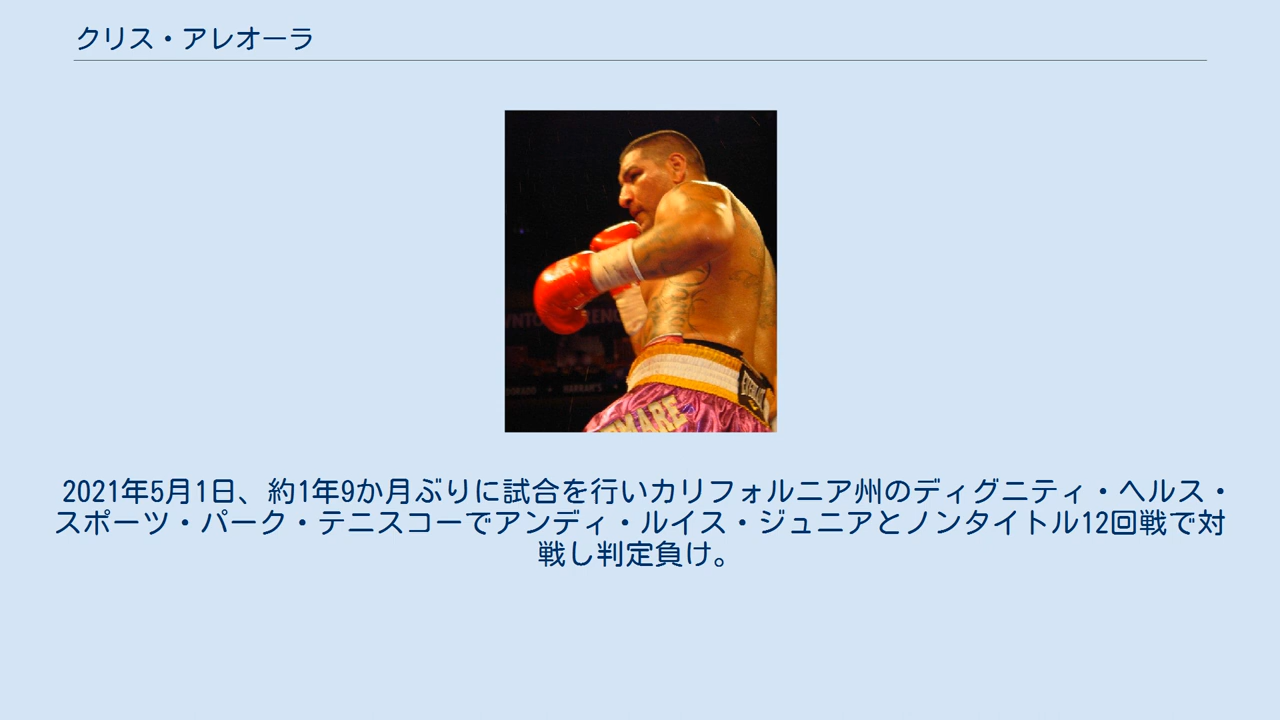 クリス・アレオーラ
2021年5月1日、約1年9か月ぶりに試合を行いカリフォルニア州のディグニティ・ヘルス・
スポーツ・パーク・テニスコーでアンディ・ルイス・ジュニアとノンタイトル12回戦で対
戦し判定負け。